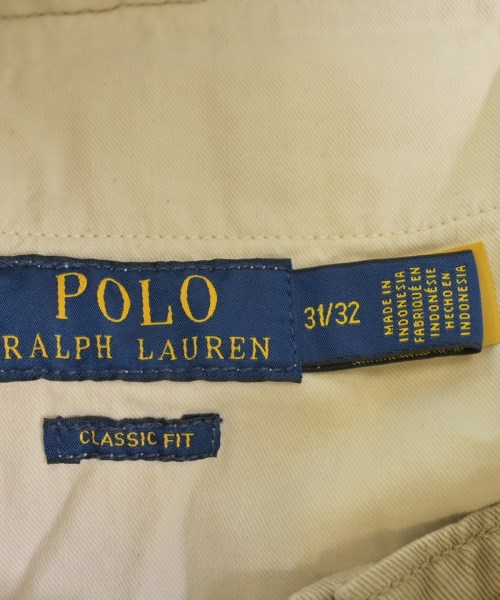 POLO
RALPH LAUREN
31/32
MADE IN
INDONESIA
FABRIQUÉ EN
INDONÉSIE
HECHO EN
INDONESIA
CLASSIC FIT